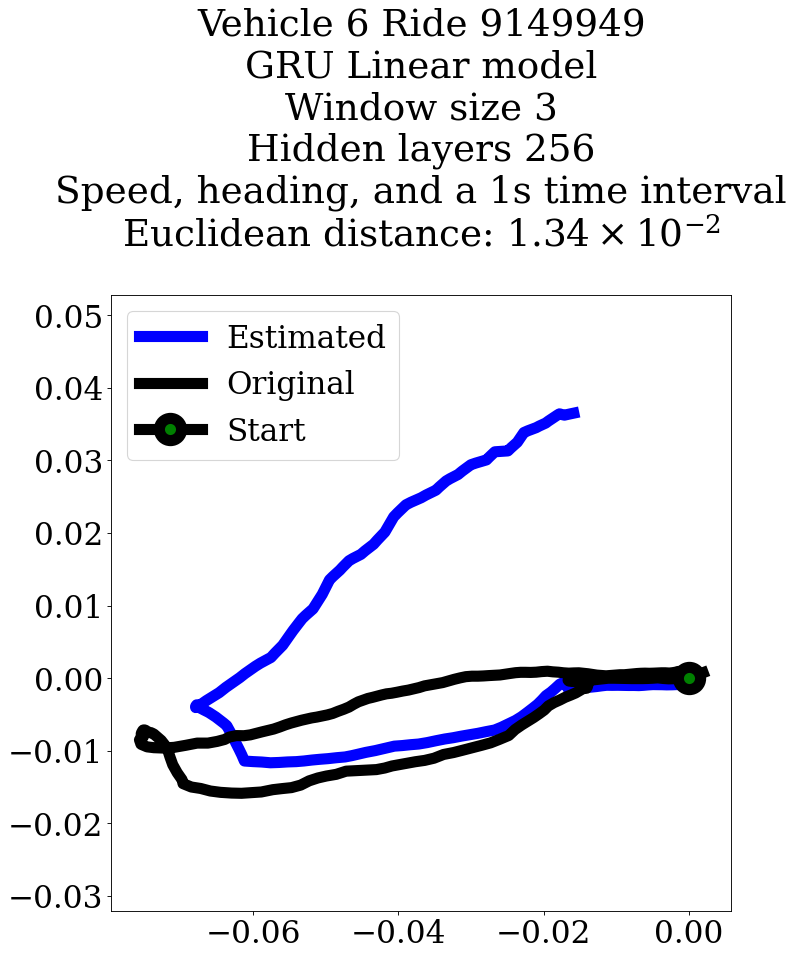 Vehicle 6 Ride 9149949
GRU Linear model
Window size 3
Hidden layers 256
Speed, heading, and a 1s time interval
Euclidean distance: 1.34 × 10⁻²
Estimated
Original
Start
0.05
0.04
0.03
0.02
0.01
0.00
−0.01
−0.02
−0.03
−0.06 −0.04 −0.02 0.00